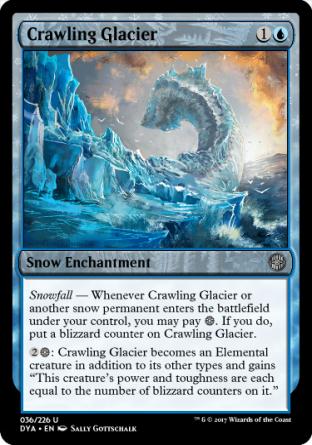 Crawling Glacier 1
Snow Enchantment
Snowfall — Whenever Crawling Glacier or
another snow permanent enters the battlefield
under your control, you may pay . If you do,
put a blizzard counter on Crawling Glacier.
2 : Crawling Glacier becomes an Elemental
creature in addition to its other types and gains
“This creature's power and toughness are each
equal to the number of blizzard counters on it.”
036/226 U
DYA • EN Sally Gottschalk
™ & © 2017 Wizards of the Coast